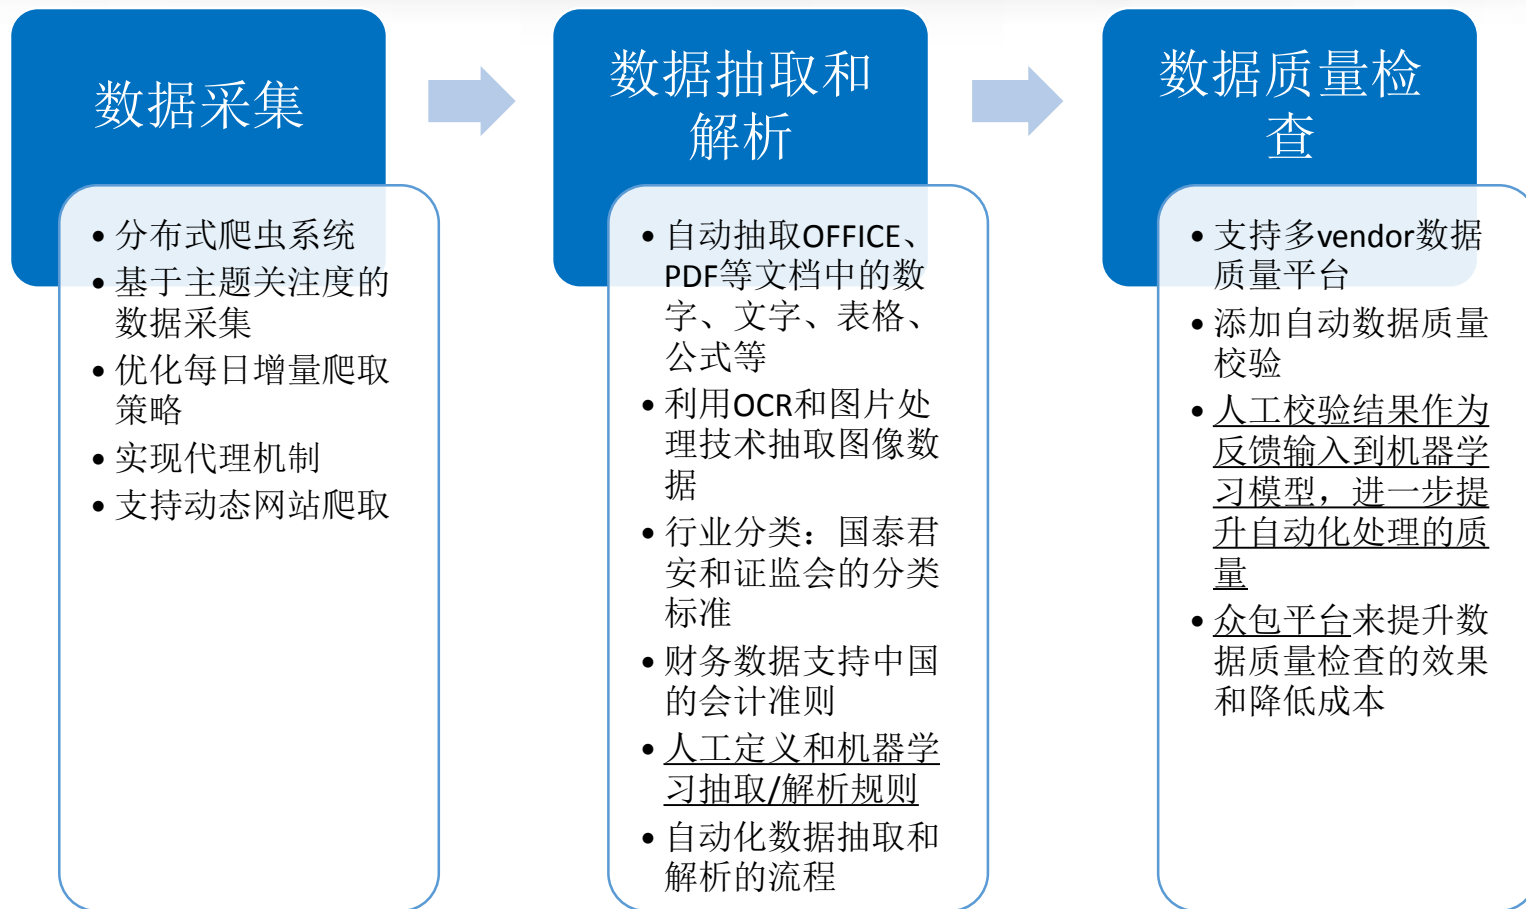 数据采集
• 分布式爬虫系统
• 基于主题关注度的
数据采集
• 优化每日增量爬取
策略
• 实现代理机制
• 支持动态网站爬取
数据抽取和
解析
• 自动抽取OFFICE、
PDF等文档中的数
字、文字、表格、
公式等
• 利用OCR和图片处
理技术抽取图像数
据
• 行业分类：国泰君
安和证监会的分类
标准
• 财务数据支持中国
的会计准则
• 人工定义和机器学
习抽取/解析规则
• 自动化数据抽取和
解析的流程
数据质量检
查
• 支持多vendor数据
质量平台
• 添加自动数据质量
校验
• 人工校验结果作为
反馈输入到机器学
习模型，进一步提
升自动化处理的质
量
• 众包平台来提升数
据质量检查的效果
和降低成本